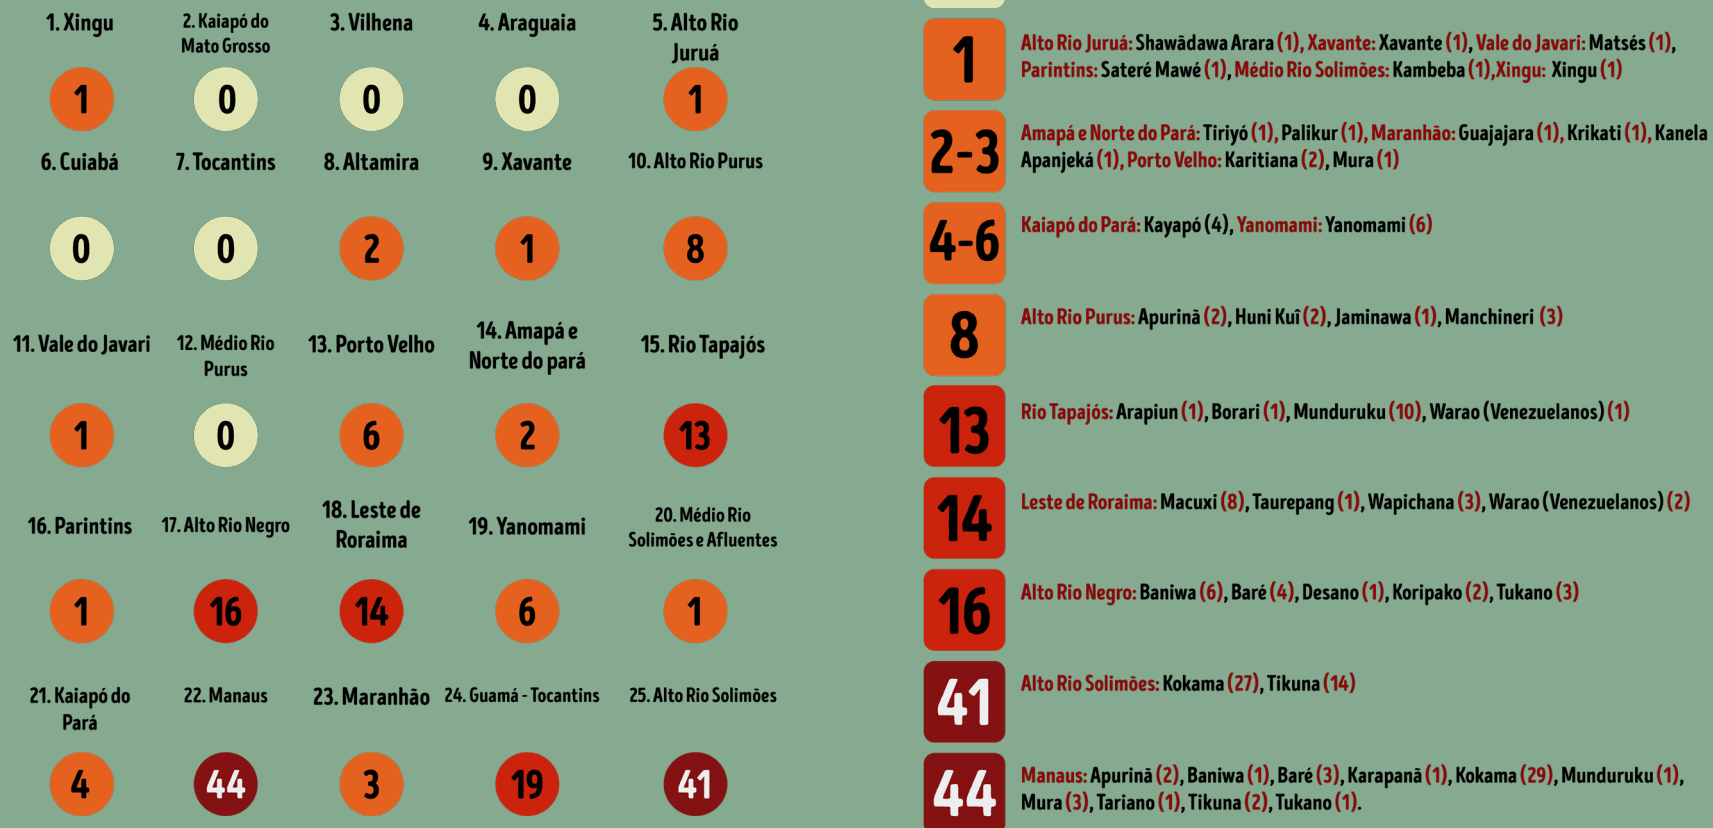 1. Xingu
2. Kaiapó do
Mato Grosso
3. Vilhena
4. Araguaia
5. Alto Rio
Juruá
1
0
0
0
1
6. Cuiabá
7. Tocantins
8. Altamira
9. Xavante
10. Alto Rio Purus
0
0
2
1
8
11. Vale do Javari
12. Médio Rio
Purus
13. Porto Velho
14. Amapá e
Norte do pará
15. Rio Tapajós
1
0
6
2
13
16. Parintins
17. Alto Rio Negro
18. Leste de
Roraima
19. Yanomami
20. Médio Rio
Solimões e Afluentes
1
16
14
6
1
21. Kaiapó do
Pará
22. Manaus
23. Maranhão
24. Guamá - Tocantins
25. Alto Rio Solimões
4
44
3
19
41
1
Alto Rio Juruá: Shawãdawa Arara (1), Xavante: Xavante (1), Vale do Javari: Matsés (1),
Parintins: Sateré Mawé (1), Médio Rio Solimões: Kambeba (1),Xingu: Xingu (1)
2-3
Amapá e Norte do Pará: Tiriyó (1), Palikur (1), Maranhão: Guajajara (1), Krikati (1), Kanela
Apanjeká (1), Porto Velho: Karitiana (2), Mura (1)
4-6
Kaiapó do Pará: Kayapó (4), Yanomami: Yanomami (6)
8
Alto Rio Purus: Apurinã (2), Huni Kuî (2), Jaminawa (1), Manchineri (3)
13
Rio Tapajós: Arapiun (1), Borari (1), Munduruku (10), Warao (Venezuelanos) (1)
14
Leste de Roraima: Macuxi (8), Taurepang (1), Wapichana (3), Warao (Venezuelanos) (2)
16
Alto Rio Negro: Baniwa (6), Baré (4), Desano (1), Koripako (2), Tukano (3)
41
Alto Rio Solimões: Kokama (27), Tikuna (14)
44
Manaus: Apurinã (2), Baniwa (1), Baré (3), Karapanã (1), Kokama (29), Munduruku (1),
Mura (3), Tariano (1), Tikuna (2), Tukano (1).